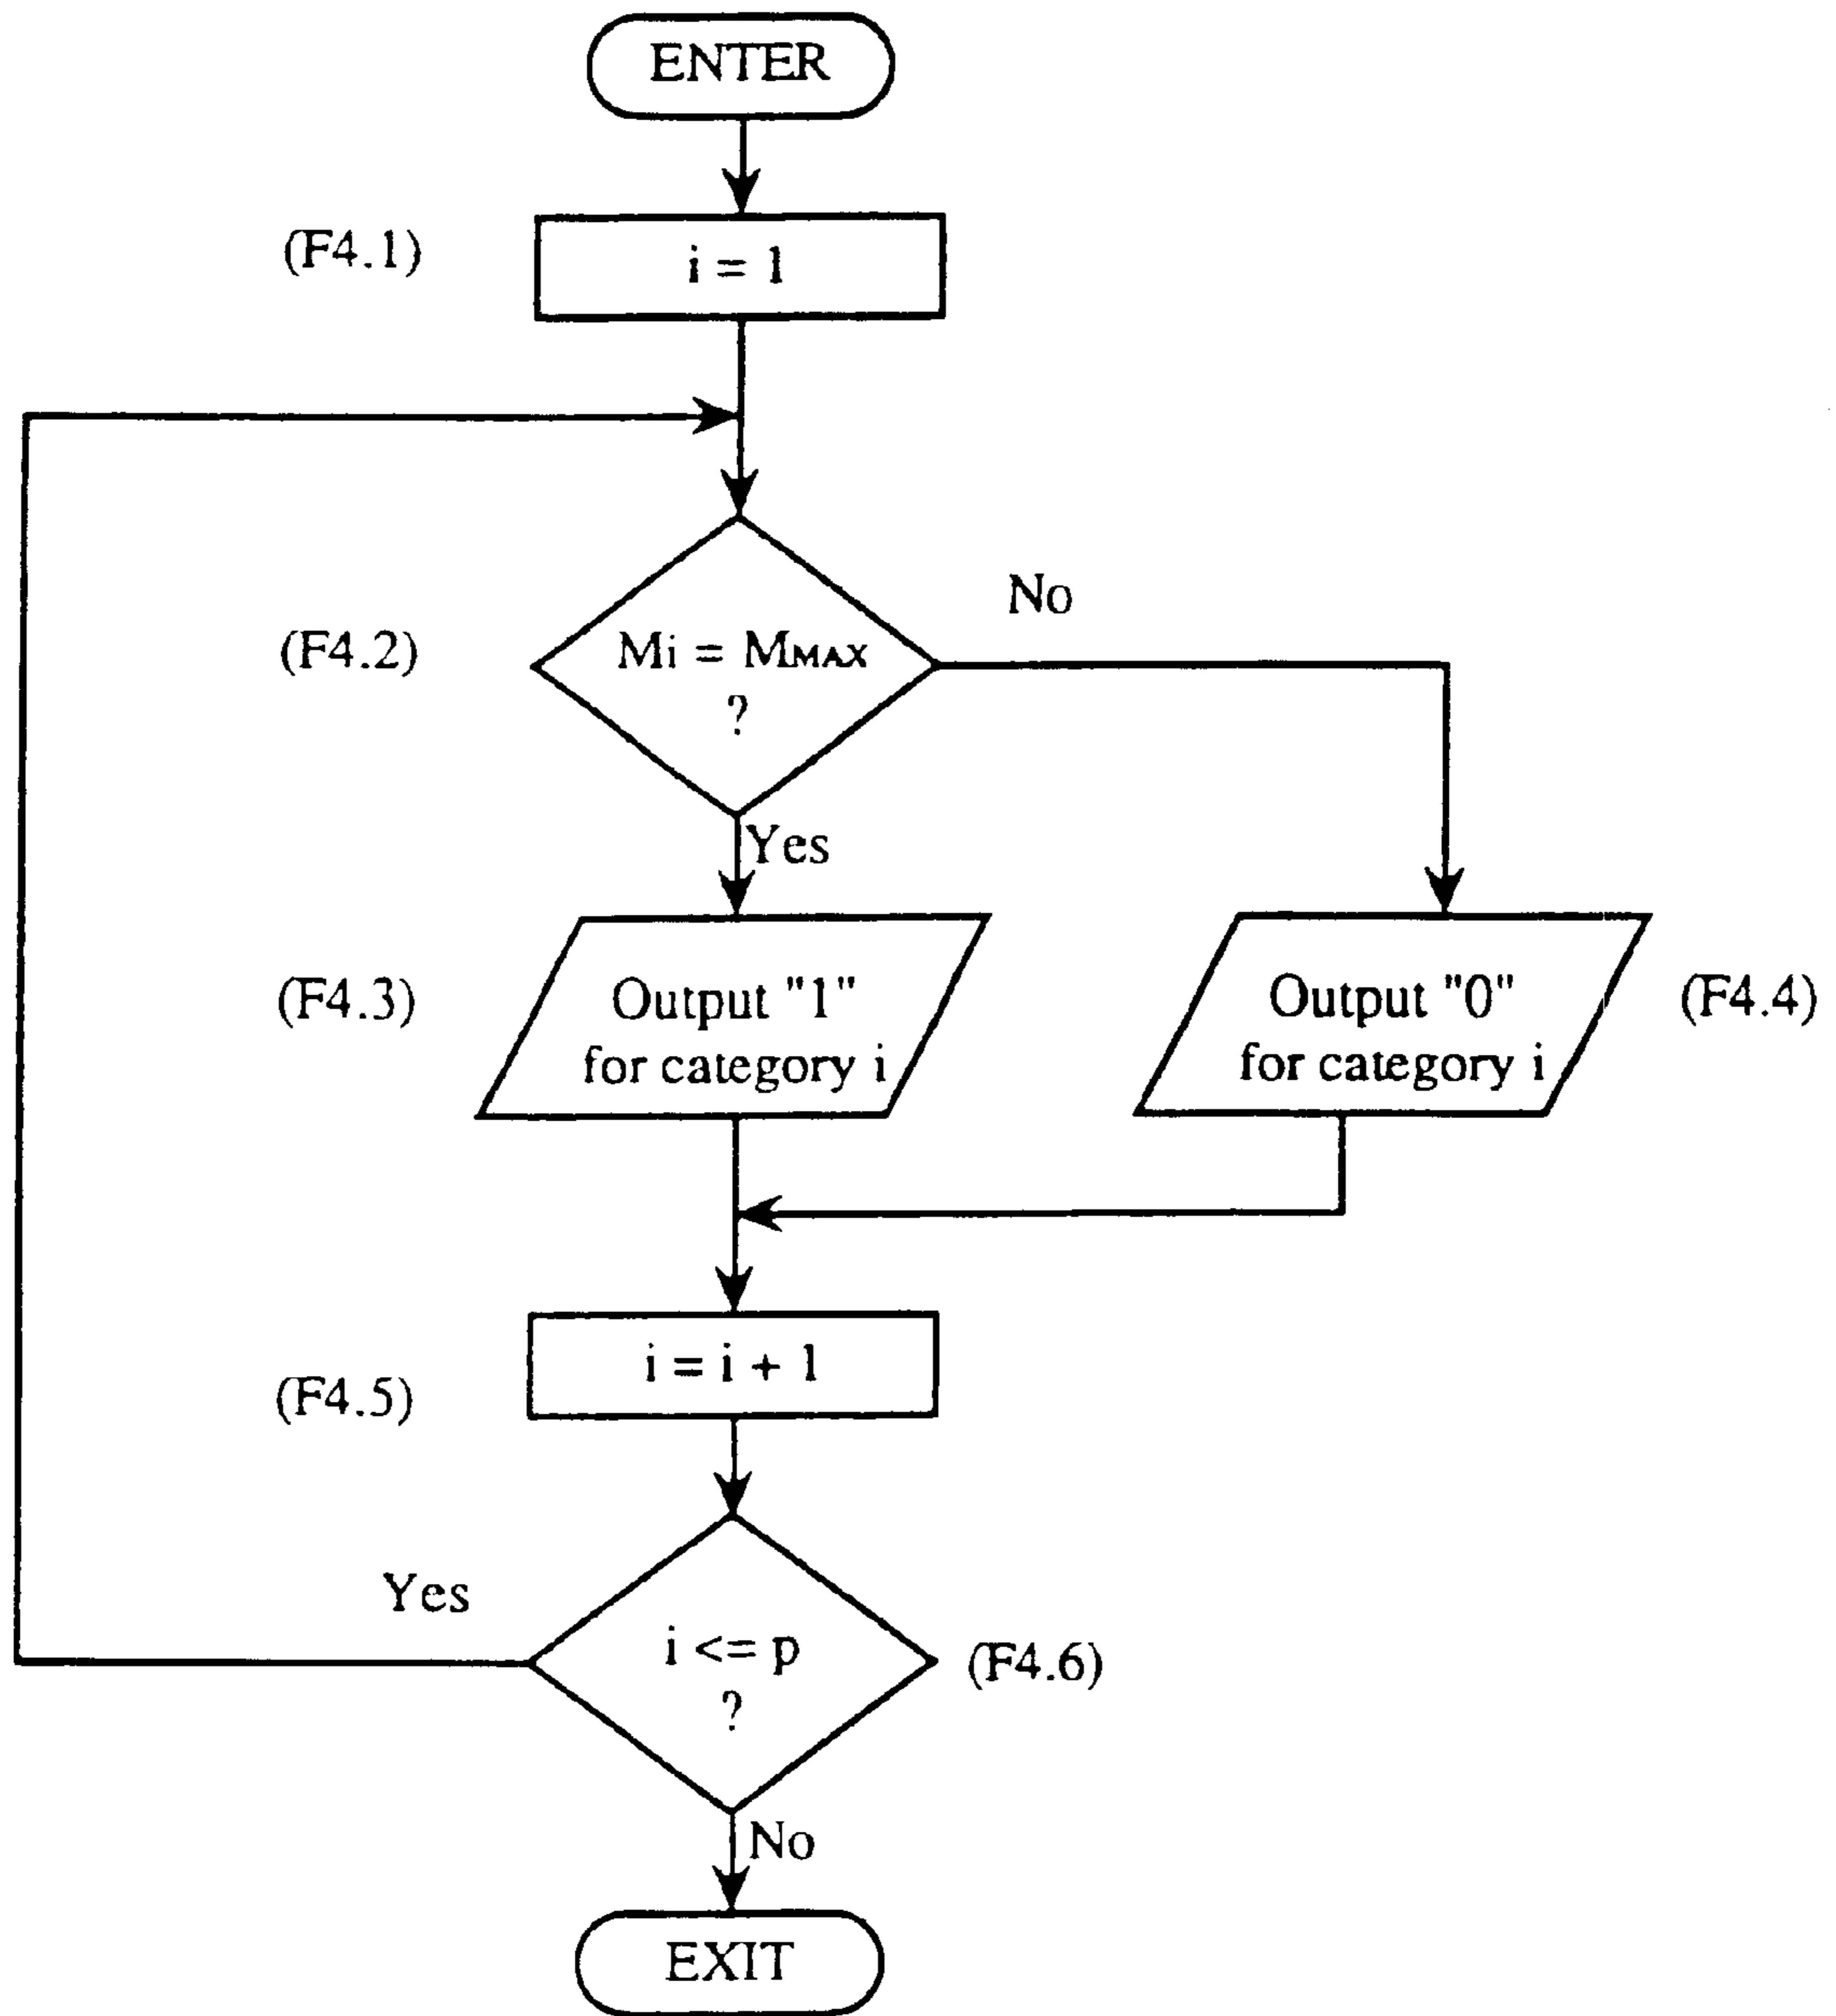 ENTER
(F4.1)
i = 1
No
(F4.2)
Mi = MMAX
?
Yes
(F4.3)
Output "1"
for category i
Output "0"
for category i
(F4.4)
i = i + 1
(F4.5)
Yes
i <= p
?
(F4.6)
No
EXIT